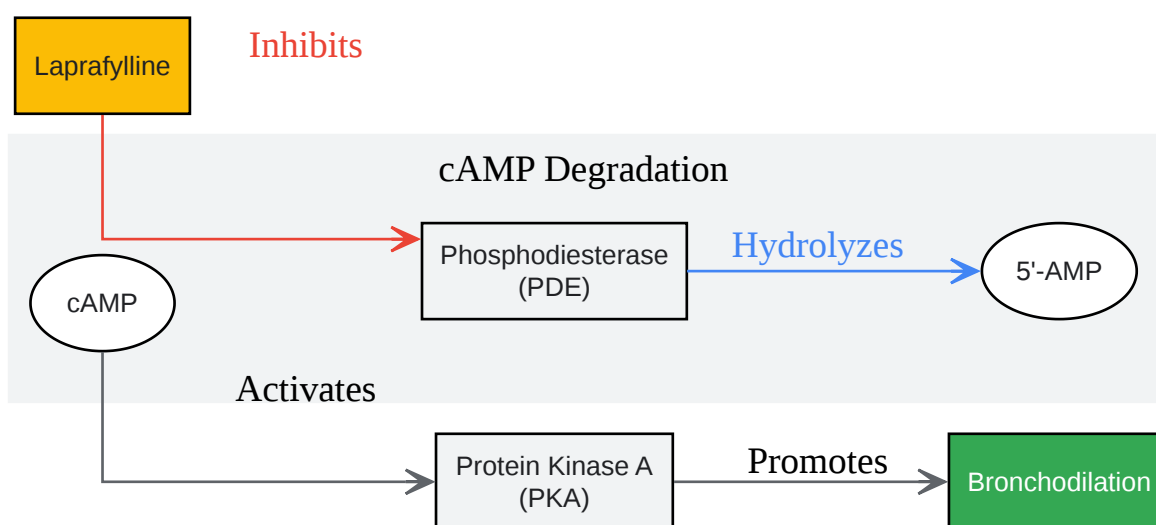 Laprafylline
Inhibits
cAMP Degradation
Phosphodiesterase
(PDE)
Hydrolyzes
5'-AMP
cAMP
Activates
Protein Kinase A
(PKA)
Promotes
Bronchodilation